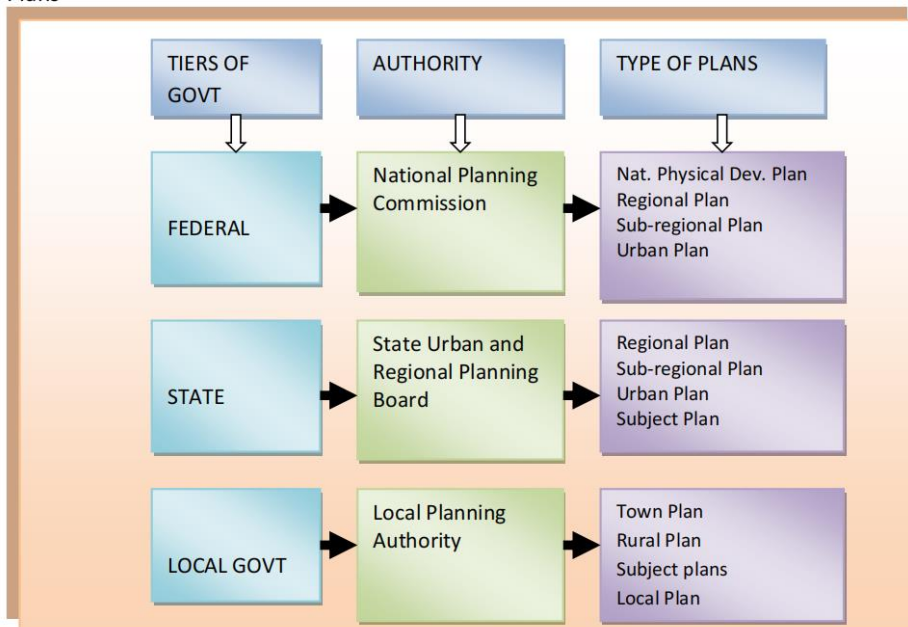 TIERS OF
GOVT
AUTHORITY
TYPE OF PLANS
FEDERAL
National Planning
Commission
Nat. Physical Dev. Plan
Regional Plan
Sub-regional Plan
Urban Plan
STATE
State Urban and
Regional Planning
Board
Regional Plan
Sub-regional Plan
Urban Plan
Subject Plan
LOCAL GOVT
Local Planning
Authority
Town Plan
Rural Plan
Subject plans
Local Plan